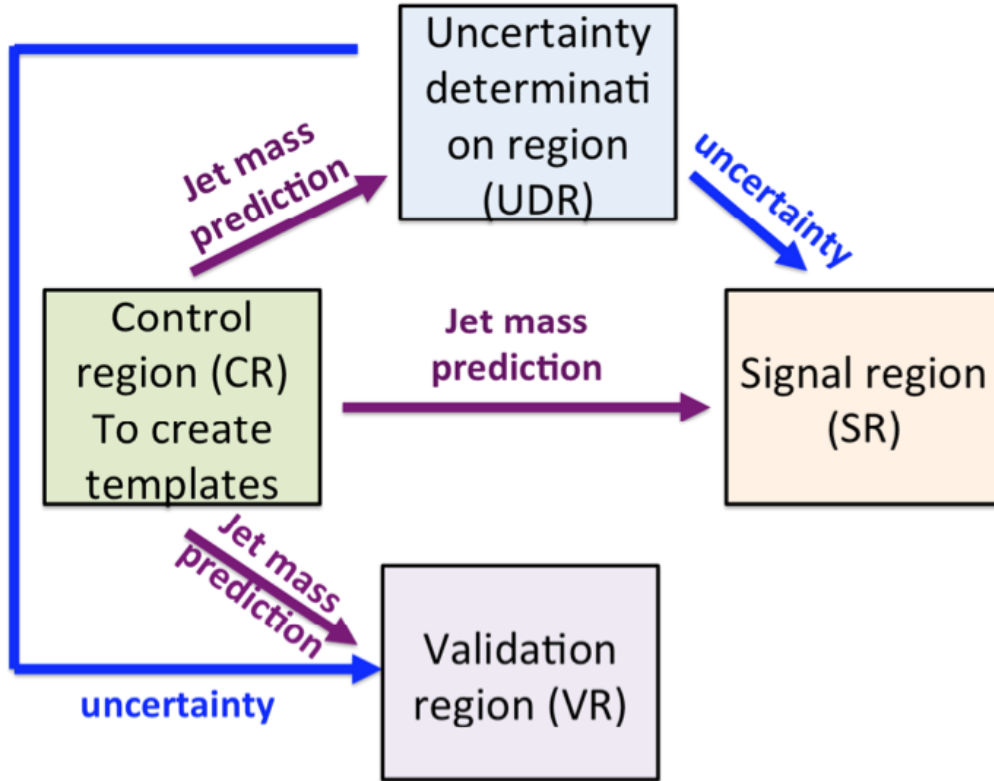 Uncertainty
determinati
on region
(UDR)
Jet mass
prediction
uncertainty
Control
region (CR)
To create
templates
Jet mass
prediction
Signal region
(SR)
Jet mass
prediction
Validation
region (VR)
uncertainty